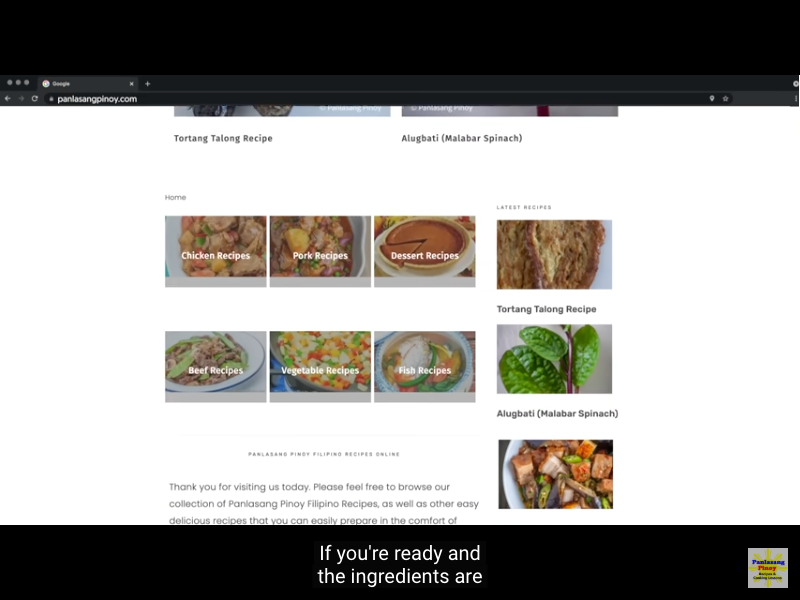 Google
panlasangpinoy.com
© Panlasang Pinoy
© Panlasang Pinoy
Tortang Talong Recipe
Alugbati (Malabar Spinach)
Home
LATEST RECIPES
Chicken Recipes
Pork Recipes
Dessert Recipes
Tortang Talong Recipe
Beef Recipes
Vegetable Recipes
Fish Recipes
Alugbati (Malabar Spinach)
PANLASANG PINOY FILIPINO RECIPES ONLINE
Thank you for visiting us today. Please feel free to browse our
collection of Panlasang Pinoy Filipino Recipes, as well as other easy
delicious recipes that you can easily prepare in the comfort of
If you're ready and
the ingredients are
Panlasang
Pinoy
Recipes &
Cooking Lessons